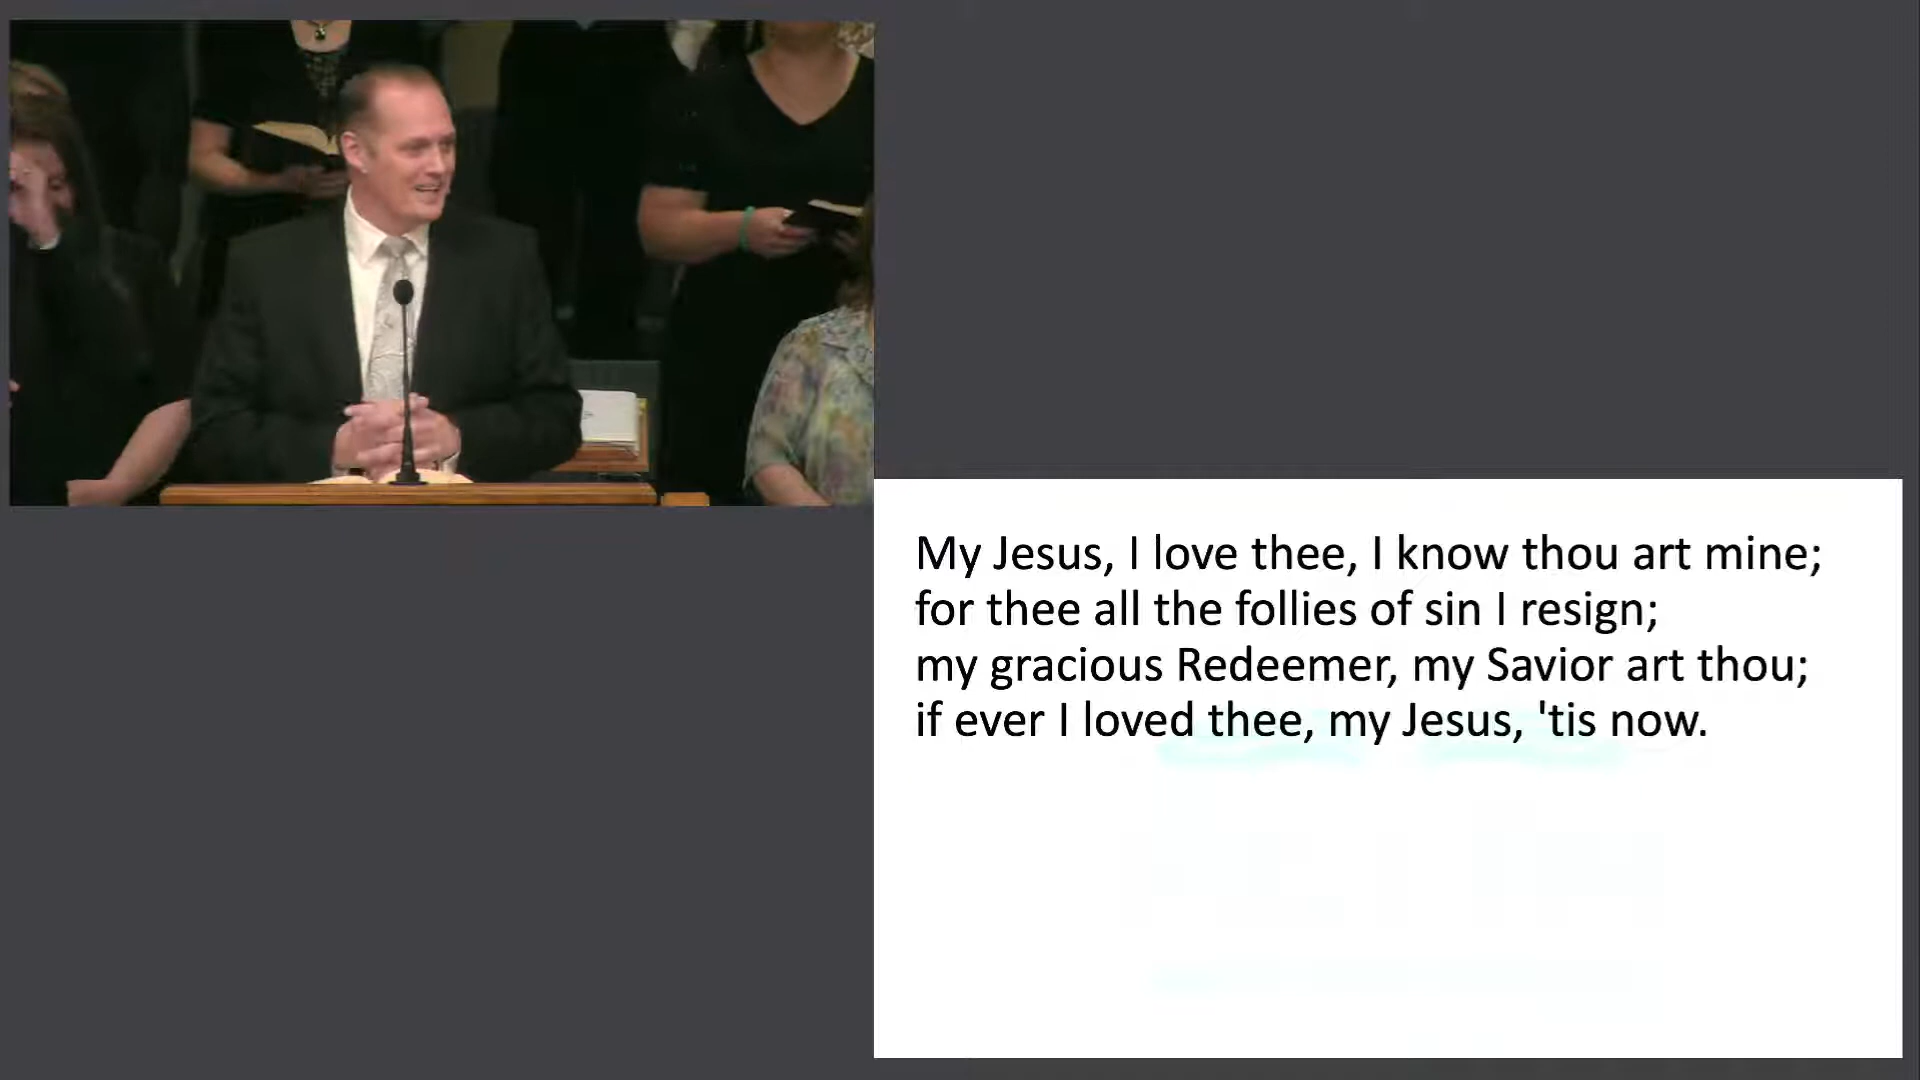 My Jesus, I love thee, I know thou art mine;
for thee all the follies of sin I resign;
my gracious Redeemer, my Savior art thou;
if ever I loved thee, my Jesus, 'tis now.